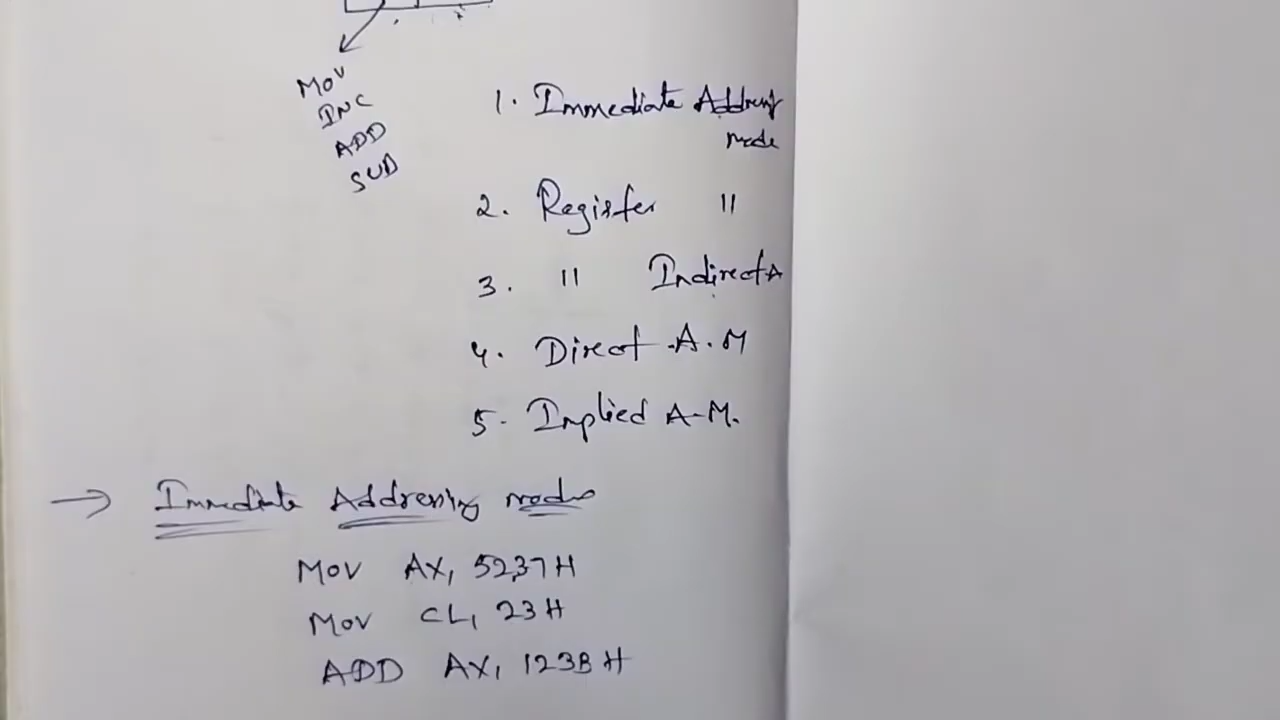 MOV
INC
ADD
SUB
1. Immediate Addressing
mode
2. Register "
3. " Indirect A
4. Direct A.M
5. Implied A.M.
→ Immediate Addressing modes
MOV AX, 5237H
MOV CL, 23H
ADD AX, 123BH